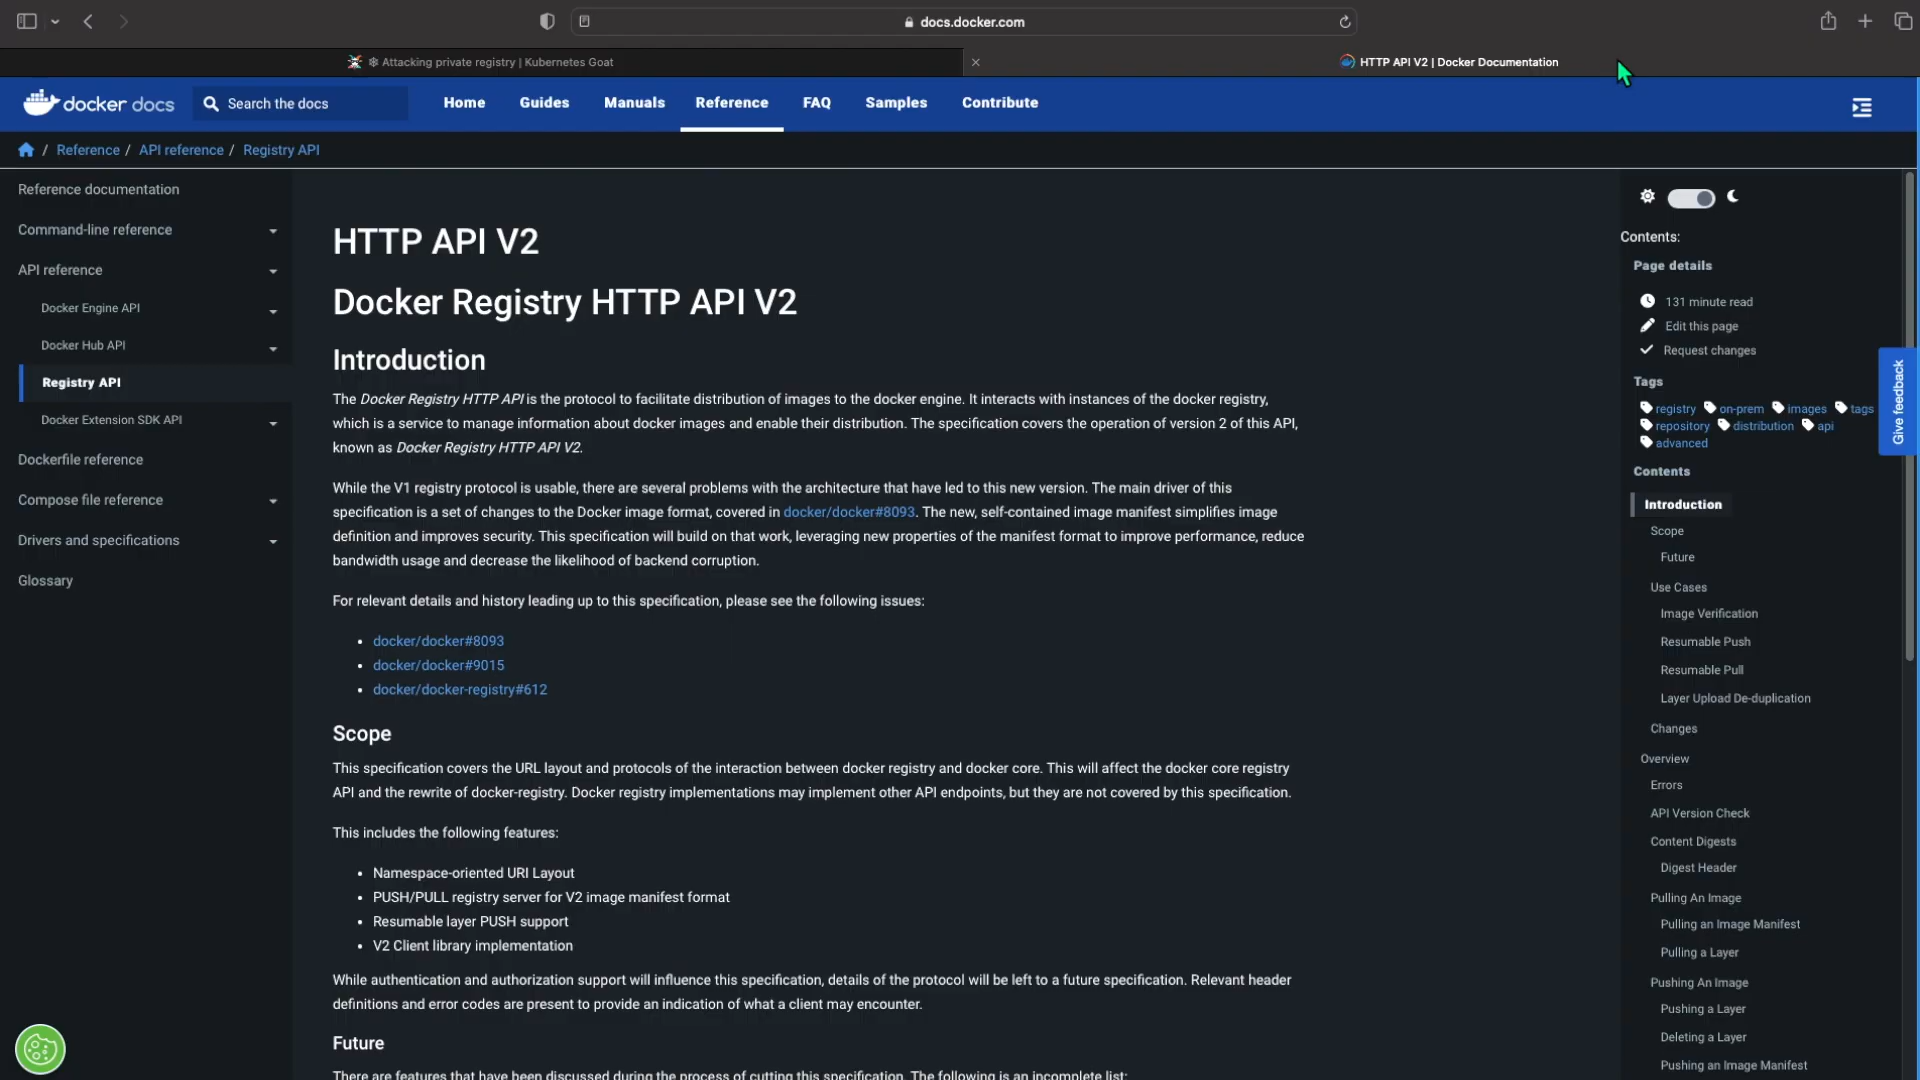 docs.docker.com
❄ Attacking private registry | Kubernetes Goat
HTTP API V2 | Docker Documentation
docker docs
Search the docs
Home
Guides
Manuals
Reference
FAQ
Samples
Contribute
/ Reference / API reference / Registry API
Reference documentation
Command-line reference
API reference
Docker Engine API
Docker Hub API
Registry API
Docker Extension SDK API
Dockerfile reference
Compose file reference
Drivers and specifications
Glossary
HTTP API V2
Docker Registry HTTP API V2
Introduction
The Docker Registry HTTP API is the protocol to facilitate distribution of images to the docker engine. It interacts with instances of the docker registry,
which is a service to manage information about docker images and enable their distribution. The specification covers the operation of version 2 of this API,
known as Docker Registry HTTP API V2.
While the V1 registry protocol is usable, there are several problems with the architecture that have led to this new version. The main driver of this
specification is a set of changes to the Docker image format, covered in docker/docker#8093. The new, self-contained image manifest simplifies image
definition and improves security. This specification will build on that work, leveraging new properties of the manifest format to improve performance, reduce
bandwidth usage and decrease the likelihood of backend corruption.
For relevant details and history leading up to this specification, please see the following issues:
• docker/docker#8093
• docker/docker#9015
• docker/docker-registry#612
Scope
This specification covers the URL layout and protocols of the interaction between docker registry and docker core. This will affect the docker core registry
API and the rewrite of docker-registry. Docker registry implementations may implement other API endpoints, but they are not covered by this specification.
This includes the following features:
• Namespace-oriented URI Layout
• PUSH/PULL registry server for V2 image manifest format
• Resumable layer PUSH support
• V2 Client library implementation
While authentication and authorization support will influence this specification, details of the protocol will be left to a future specification. Relevant header
definitions and error codes are present to provide an indication of what a client may encounter.
Future
There are features that have been discussed during the process of cutting this specification. The following is an incomplete list:
Contents:
Page details
131 minute read
Edit this page
Request changes
Tags
registry on-prem images tags
repository distribution api
advanced
Contents
Introduction
Scope
Future
Use Cases
Image Verification
Resumable Push
Resumable Pull
Layer Upload De-duplication
Changes
Overview
Errors
API Version Check
Content Digests
Digest Header
Pulling An Image
Pulling an Image Manifest
Pulling a Layer
Pushing An Image
Pushing a Layer
Deleting a Layer
Pushing an Image Manifest
Give feedback